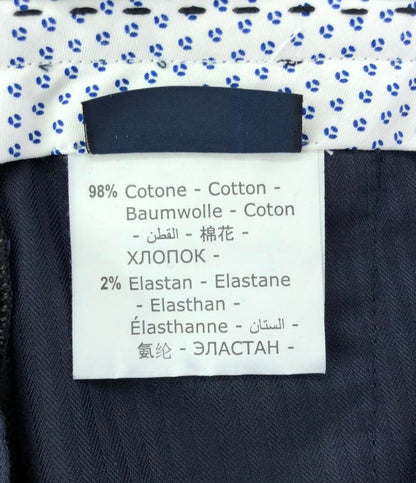 98% Cotone - Cotton -
Baumwolle - Coton
- القطن - 棉花 -
ХЛОПОК -
2% Elastan - Elastane
- Elasthan -
Élasthanne - الستان -
氨纶 - ЭЛАСТАН -